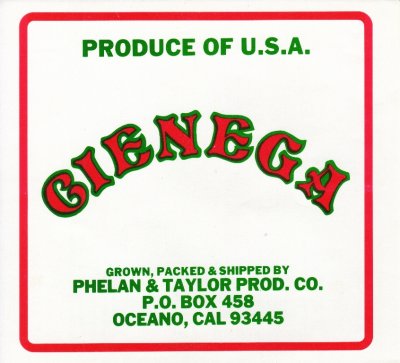 PRODUCE OF U.S.A.
CIENEGA
GROWN, PACKED & SHIPPED BY
PHELAN & TAYLOR PROD. CO.
P.O. BOX 458
OCEANO, CAL 93445